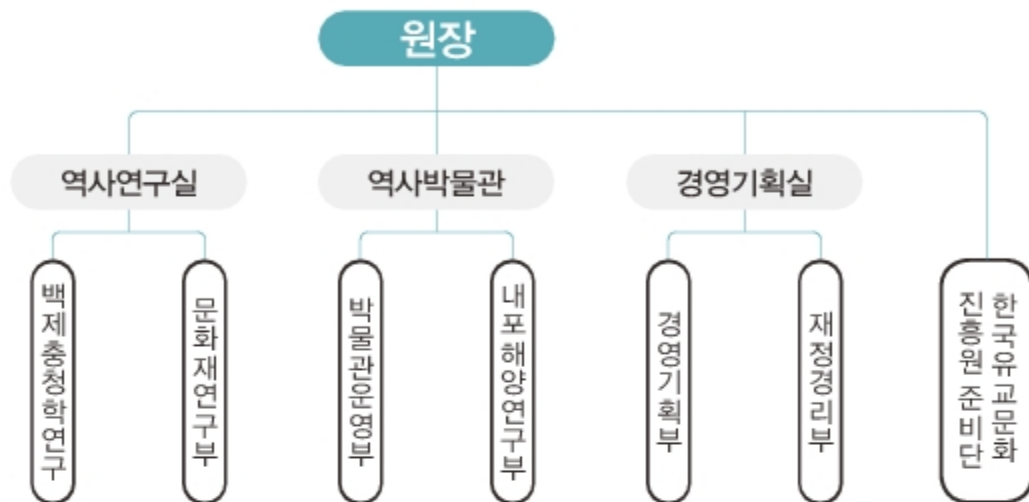 원장
역사연구실
역사박물관
경영기획실
백제충청학연구
문화재연구부
박물관운영부
내포해양연구부
경영기획부
재정경리부
한국유교문화
진흥원 준비단